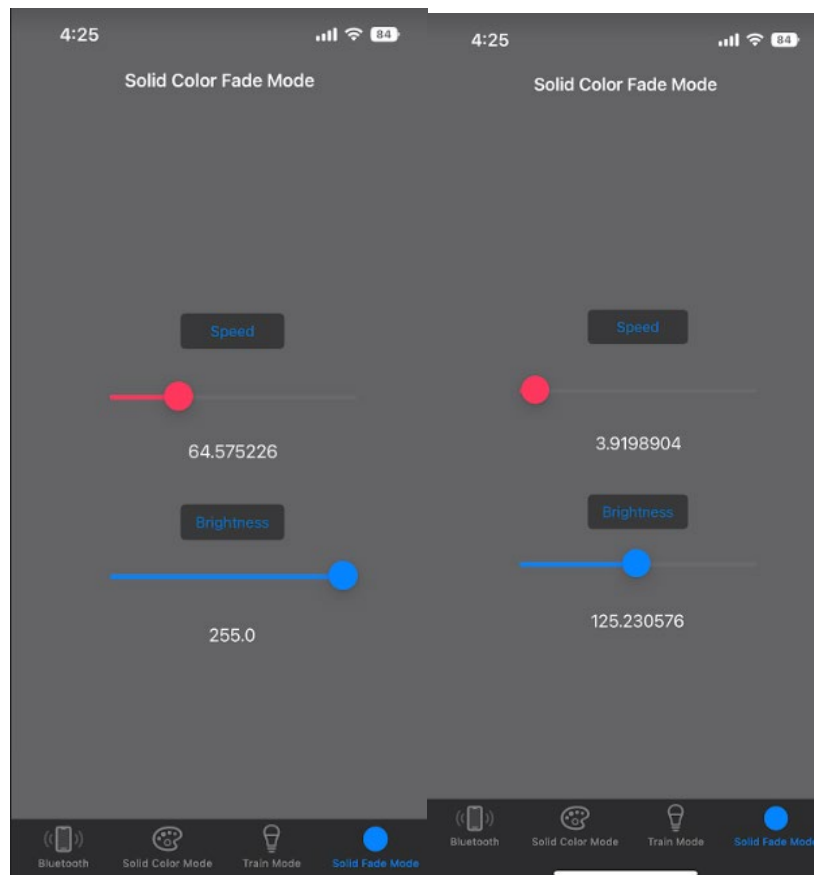 4:25 84
Solid Color Fade Mode
Speed
64.575226
Brightness
255.0
Bluetooth Solid Color Mode Train Mode Solid Fade Mode
4:25 84
Solid Color Fade Mode
Speed
3.9198904
Brightness
125.230576
Bluetooth Solid Color Mode Train Mode Solid Fade Mod